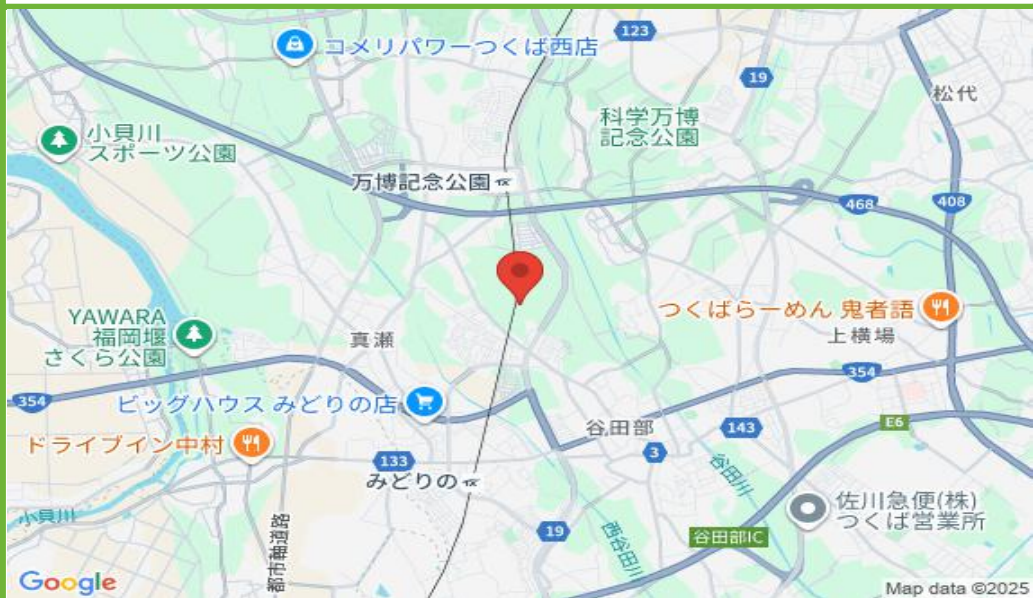 コメリパワーつくば西店
123
19
松代
小貝川
スポーツ公園
科学万博
記念公園
万博記念公園
468
408
YAWARA
福岡堰
さくら公園
真瀬
つくばらーめん 鬼者語
上横場
354
354
ビッグハウス みどりの店
谷田部
143
E6
ドライブイン中村
3
133
みどりの
谷田川
佐川急便(株)
つくば営業所
小貝川
都市軸道路
19
西谷田川
谷田部IC
Google
Map data ©2025